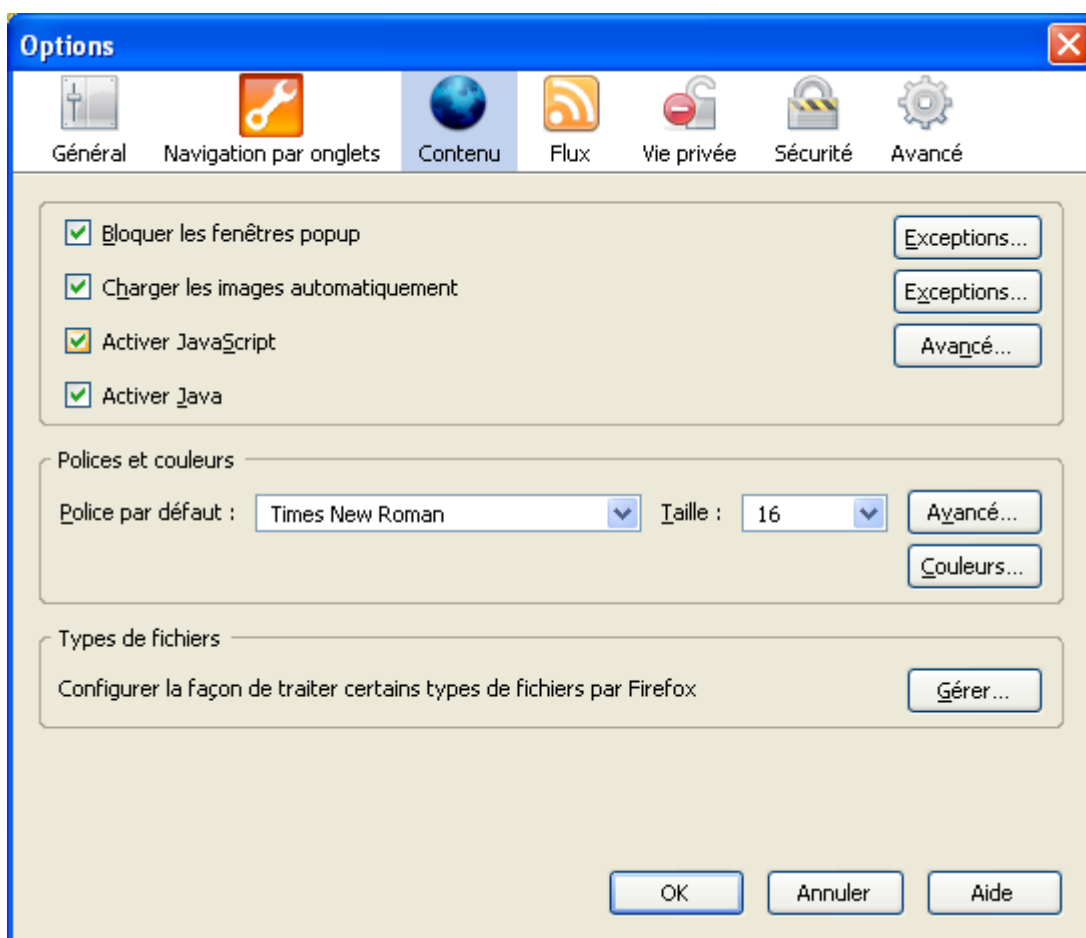 Options
Général Navigation par onglets Contenu Flux Vie privée Sécurité Avancé
Bloquer les fenêtres popup Exceptions...
Charger les images automatiquement Exceptions...
Activer JavaScript Avancé...
Activer Java
Polices et couleurs
Police par défaut : Times New Roman Taille : 16 Avancé...
Couleurs...
Types de fichiers
Configurer la façon de traiter certains types de fichiers par Firefox Gérer...
OK Annuler Aide